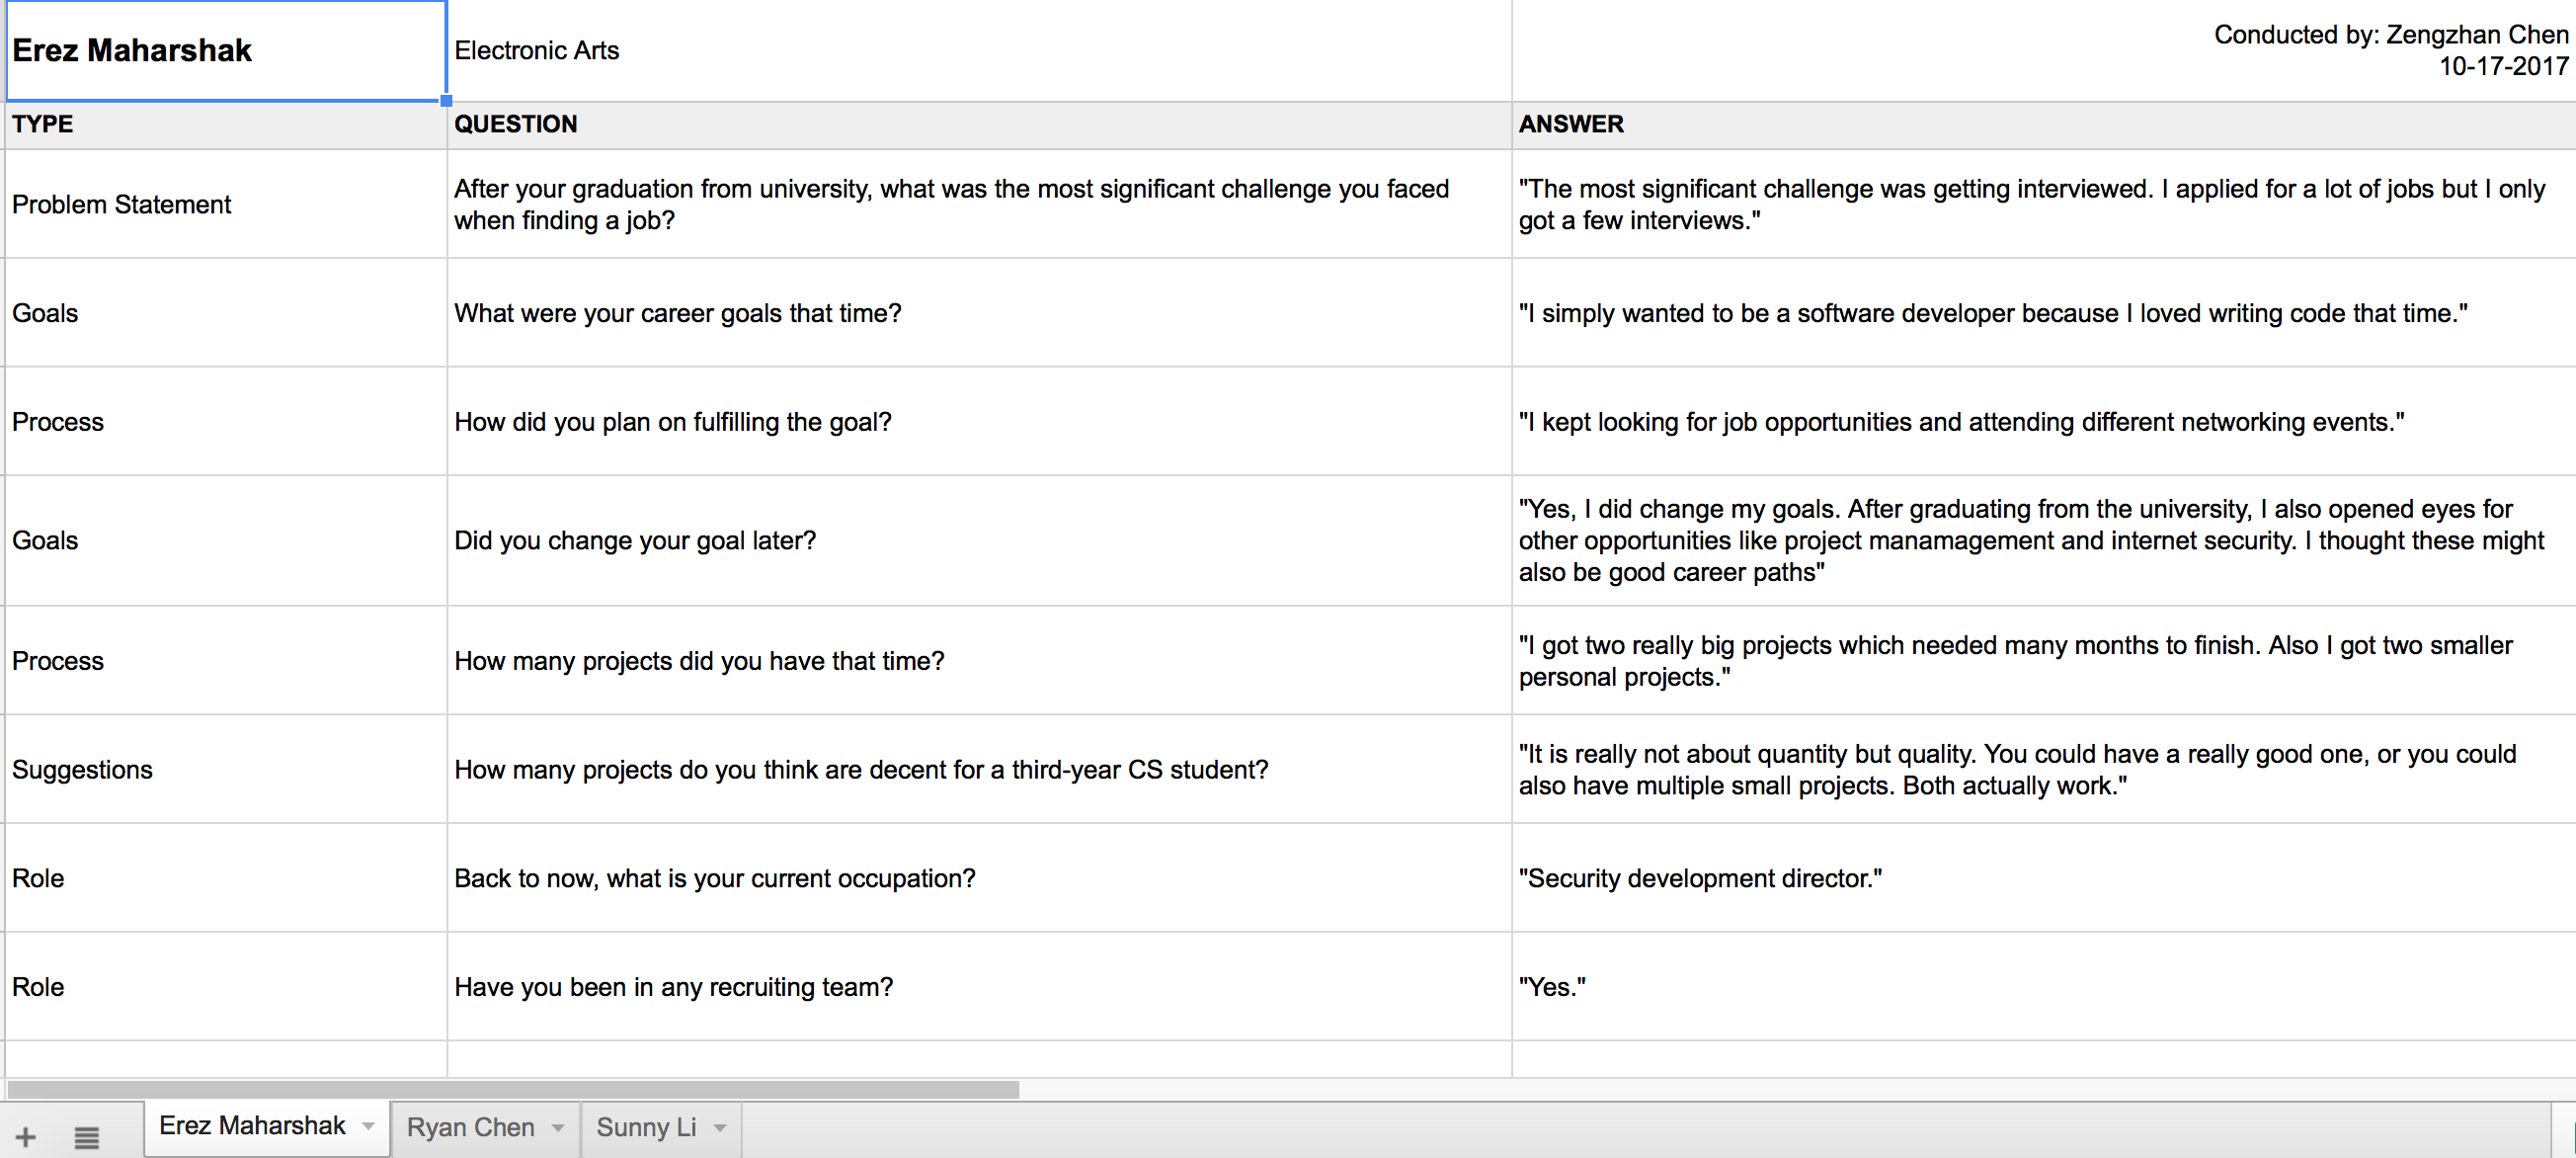 Erez Maharshak
Electronic Arts
Conducted by: Zengzhan Chen
10-17-2017
TYPE
QUESTION
ANSWER
Problem Statement
After your graduation from university, what was the most significant challenge you faced
when finding a job?
"The most significant challenge was getting interviewed. I applied for a lot of jobs but I only
got a few interviews."
Goals
What were your career goals that time?
"I simply wanted to be a software developer because I loved writing code that time."
Process
How did you plan on fulfilling the goal?
"I kept looking for job opportunities and attending different networking events."
Goals
Did you change your goal later?
"Yes, I did change my goals. After graduating from the university, I also opened eyes for
other opportunities like project manamagement and internet security. I thought these might
also be good career paths"
Process
How many projects did you have that time?
"I got two really big projects which needed many months to finish. Also I got two smaller
personal projects."
Suggestions
How many projects do you think are decent for a third-year CS student?
"It is really not about quantity but quality. You could have a really good one, or you could
also have multiple small projects. Both actually work."
Role
Back to now, what is your current occupation?
"Security development director."
Role
Have you been in any recruiting team?
"Yes."
Erez Maharshak
Ryan Chen
Sunny Li